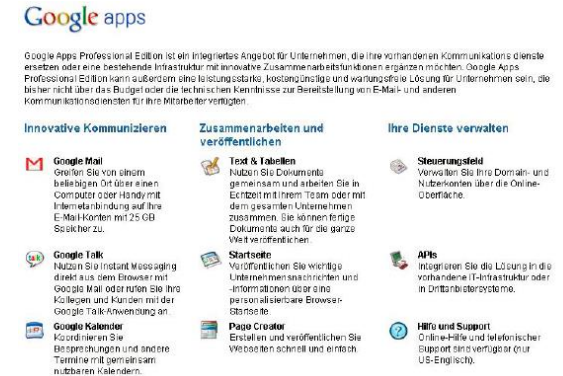 Google apps
Google Apps Professional Edition ist ein integriertes Angebot für Unternehmen, die ihre vorhandenen Kommunikations dienste
ersetzen oder eine bestehende Infrastruktur mit innovative Zusammenarbeitsfunktionen ergänzen möchten. Google Apps
Professional Edition kann außerdem eine leistungsstarke, kostengünstige und wartungsfreie Lösung für Unternehmen sein, die
bisher nicht über das Budget oder die technischen Kenntnisse zur Bereitstellung von E-Mail- und anderen
Kommunikationsdiensten für ihre Mitarbeiter verfügten.
Innovative Kommunizieren
Google Mail
Greifen Sie von einem
beliebigen Ort über einen
Computer oder Handy mit
Internetanbindung auf Ihre
E-Mail-Konten mit 25 GB
Speicher zu.
talk
Google Talk
Nutzen Sie Instant Messaging
direkt aus dem Browser mit
Google Mail oder rufen Sie Ihre
Kollegen und Kunden mit der
Google Talk-Anwendung an.
Google Kalender
Koordinieren Sie
Besprechungen und andere
Termine mit gemeinsam
nutzbaren Kalendern.
Zusammenarbeiten und
veröffentlichen
Text & Tabellen
Nutzen Sie Dokumente
gemeinsam und arbeiten Sie in
Echtzeit mit Ihrem Team oder mit
dem gesamten Unternehmen
zusammen. Sie können fertige
Dokumente auch für die ganze
Welt veröffentlichen.
Startseite
Veröffentlichen Sie wichtige
Unternehmensnachrichten und
-informationen über eine
personalisierbare Browser-
Startseite
Page Creator
Erstellen und veröffentlichen Sie
Webseiten schnell und einfach.
Ihre Dienste verwalten
Steuerungsfeld
Verwalten Sie Ihre Domain- und
Nutzerkonten über die Online-
Oberfläche.
APIs
Integrieren Sie die Lösung in die
vorhandene IT-Infrastruktur oder
in Drittanbietersysteme.
Hilfe und Support
Online-Hilfe und telefonischer
Support sind verfügbar (nur
US-Englisch).